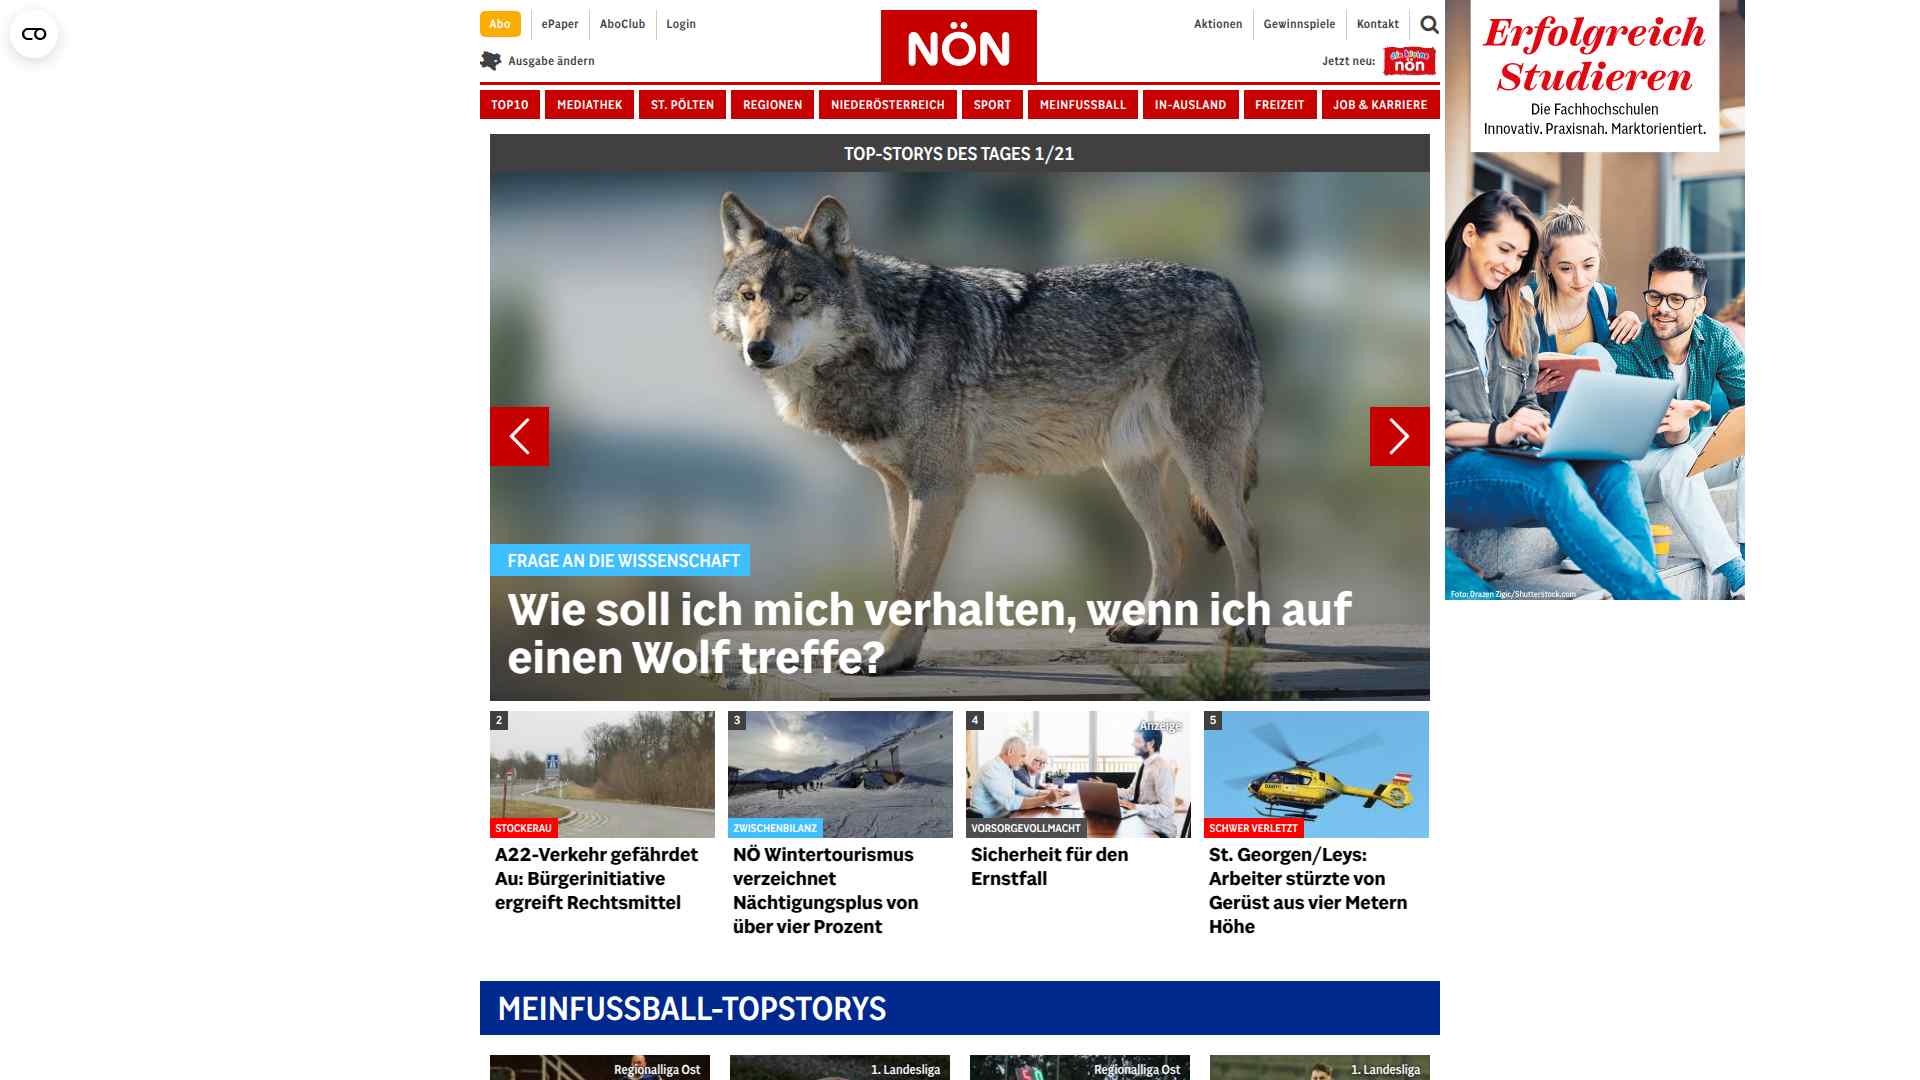 Abo
ePaper
AboClub
Login
Aktionen
Gewinnspiele
Kontakt
NÖN
Ausgabe ändern
Jetzt neu:
die kleine
nön
TOP10
MEDIATHEK
ST. PÖLTEN
REGIONEN
NIEDERÖSTERREICH
SPORT
MEINFUSSBALL
IN-AUSLAND
FREIZEIT
JOB & KARRIERE
Erfolgreich
Studieren
Die Fachhochschulen
Innovativ. Praxisnah. Marktorientiert.
Foto: Drazen Zigic/Shutterstock.com
TOP-STORYS DES TAGES 1/21
FRAGE AN DIE WISSENSCHAFT
Wie soll ich mich verhalten, wenn ich auf
einen Wolf treffe?
2
STOCKERAU
A22-Verkehr gefährdet
Au: Bürgerinitiative
ergreift Rechtsmittel
3
ZWISCHENBILANZ
NÖ Wintertourismus
verzeichnet
Nächtigungsplus von
über vier Prozent
4
Anzeige
VORSORGEVOLLMACHT
Sicherheit für den
Ernstfall
5
SCHWER VERLETZT
St. Georgen/Leys:
Arbeiter stürzte von
Gerüst aus vier Metern
Höhe
MEINFUSSBALL-TOPSTORYS
Regionalliga Ost
1. Landesliga
Regionalliga Ost
1. Landesliga